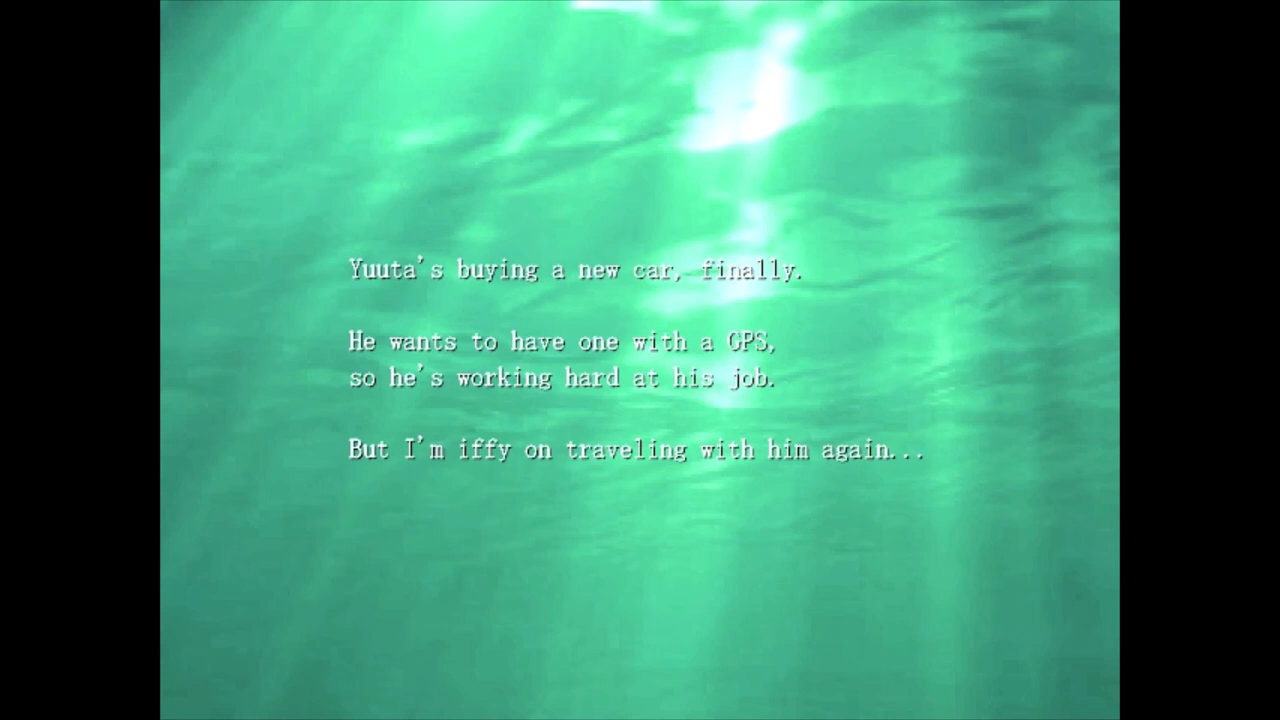 Yuuta's buying a new car, finally.
He wants to have one with a GPS,
so he's working hard at his job.
But I'm iffy on traveling with him again...